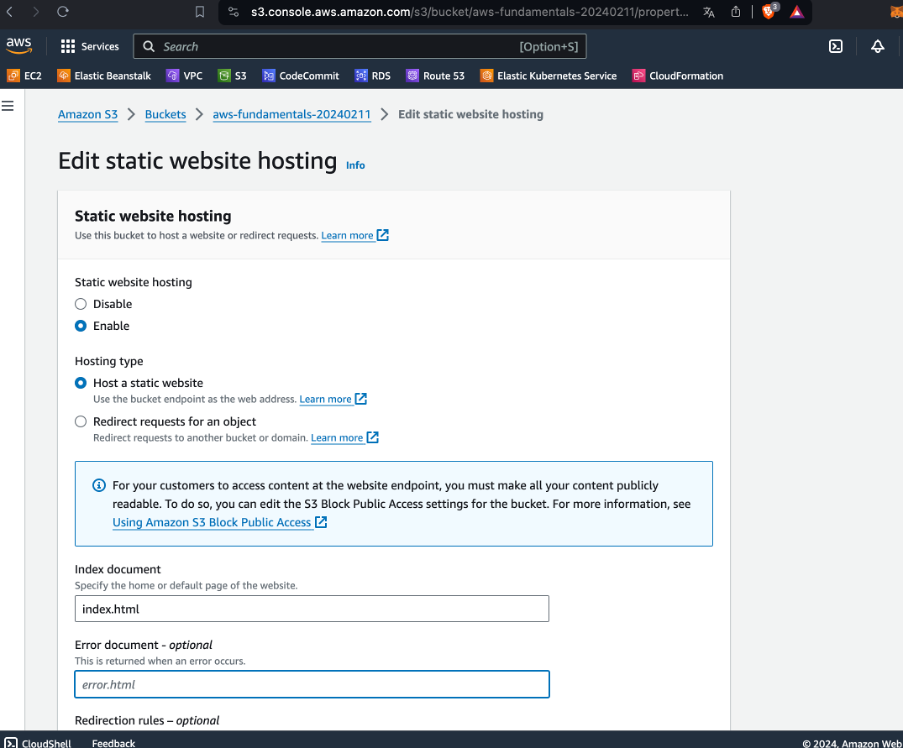 s3.console.aws.amazon.com/s3/bucket/aws-fundamentals-20240211/propert...
3
aws
Services
Search
[Option+S]
EC2
Elastic Beanstalk
VPC
S3
CodeCommit
RDS
Route 53
Elastic Kubernetes Service
CloudFormation
Amazon S3 > Buckets > aws-fundamentals-20240211 > Edit static website hosting
Edit static website hosting Info
Static website hosting
Use this bucket to host a website or redirect requests. Learn more
Static website hosting
Disable
Enable
Hosting type
Host a static website
Use the bucket endpoint as the web address. Learn more
Redirect requests for an object
Redirect requests to another bucket or domain. Learn more
For your customers to access content at the website endpoint, you must make all your content publicly
readable. To do so, you can edit the S3 Block Public Access settings for the bucket. For more information, see
Using Amazon S3 Block Public Access
Index document
Specify the home or default page of the website.
index.html
Error document - optional
This is returned when an error occurs.
error.html
Redirection rules – optional
CloudShell
Feedback
© 2024, Amazon Web